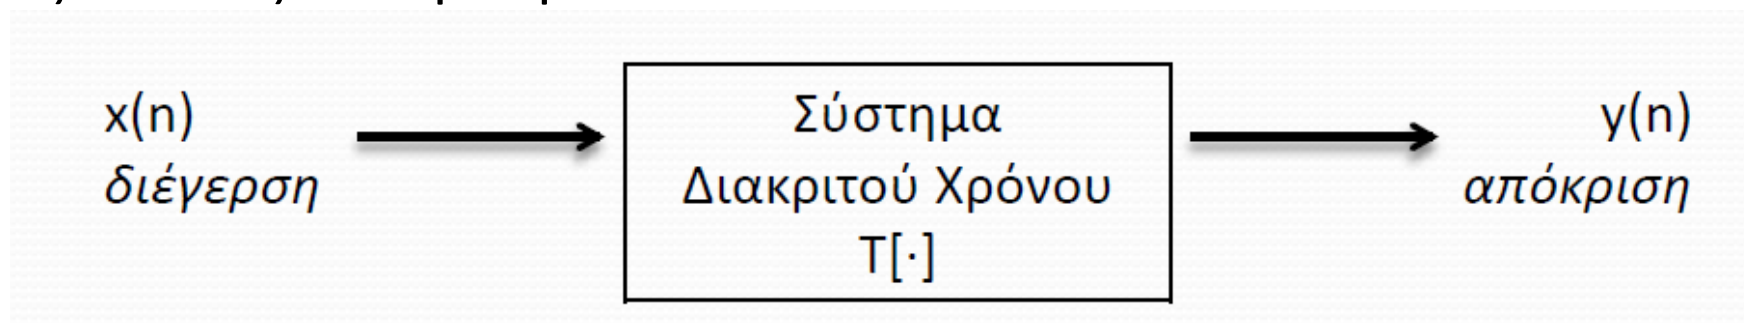 x(n)
διέγερση
Σύστημα
Διακριτού Χρόνου
T[·]
y(n)
απόκριση